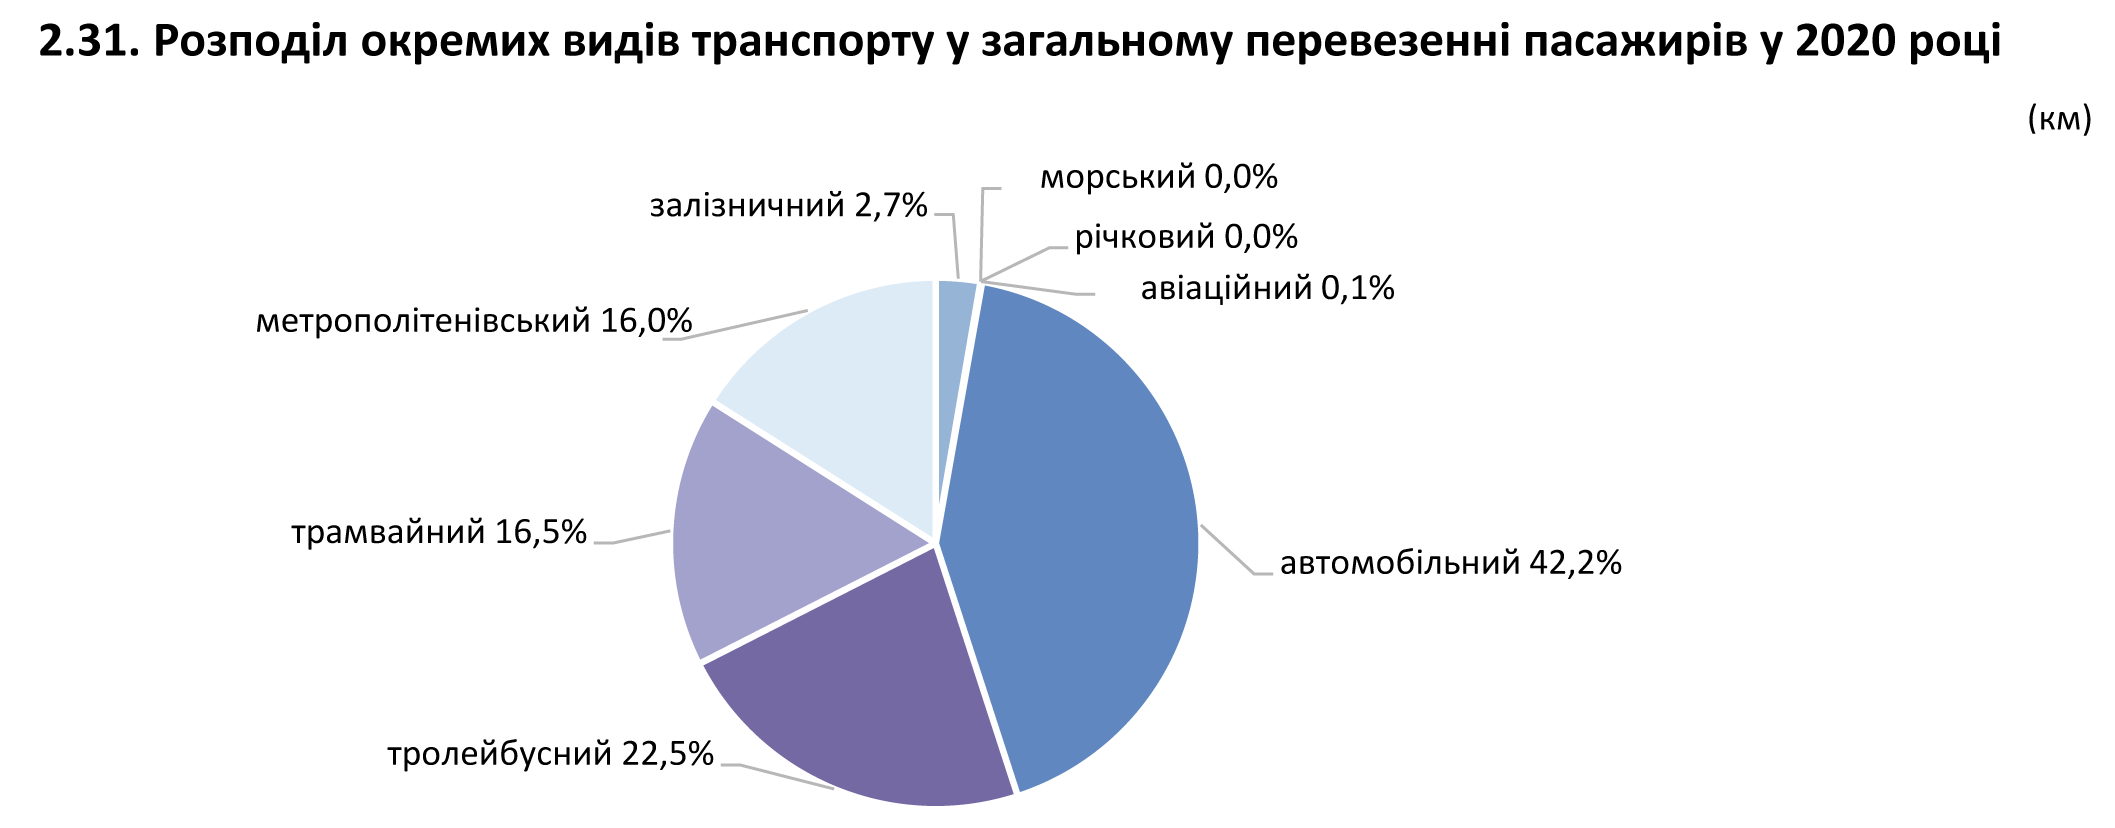 2.31. Розподіл окремих видів транспорту у загальному перевезенні пасажирів у 2020 році
(км)
морський 0,0%
залізничний 2,7%
річковий 0,0%
авіаційний 0,1%
метрополітенівський 16,0%
трамвайний 16,5%
автомобільний 42,2%
тролейбусний 22,5%